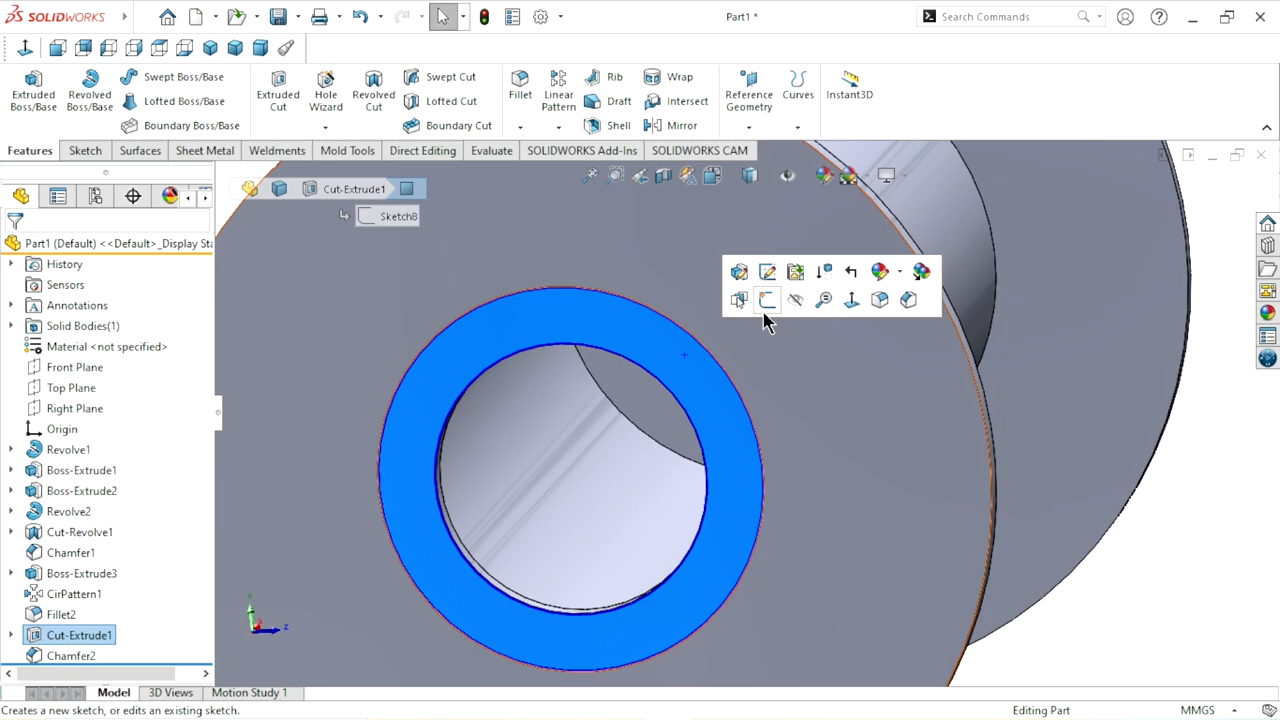 SOLIDWORKS
Part1 *
Search Commands
Extruded Boss/Base
Revolved Boss/Base
Swept Boss/Base
Lofted Boss/Base
Boundary Boss/Base
Extruded Cut
Hole Wizard
Revolved Cut
Swept Cut
Lofted Cut
Boundary Cut
Fillet
Linear Pattern
Rib
Draft
Shell
Wrap
Intersect
Mirror
Reference Geometry
Curves
Instant3D
Features
Sketch
Surfaces
Sheet Metal
Weldments
Mold Tools
Direct Editing
Evaluate
SOLIDWORKS Add-Ins
SOLIDWORKS CAM
Cut-Extrude1
Sketch8
Part1 (Default) <<Default>_Display Sta
History
Sensors
Annotations
Solid Bodies(1)
Material <not specified>
Front Plane
Top Plane
Right Plane
Origin
Revolve1
Boss-Extrude1
Boss-Extrude2
Revolve2
Cut-Revolve1
Chamfer1
Boss-Extrude3
CirPattern1
Fillet2
Cut-Extrude1
Chamfer2
Y
Z
Model
3D Views
Motion Study 1
Creates a new sketch, or edits an existing sketch.
Editing Part
MMGS